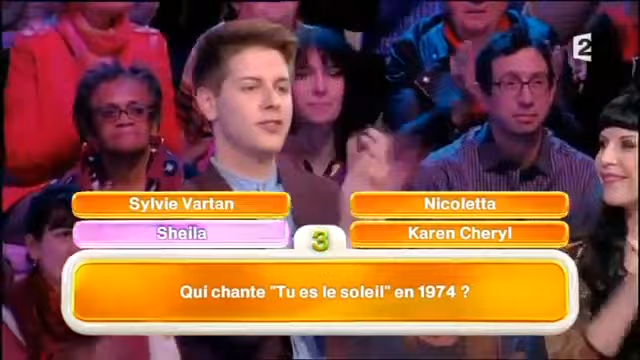 2
Sylvie Vartan
Nicoletta
Sheila
Karen Cheryl
3
Qui chante "Tu es le soleil" en 1974 ?